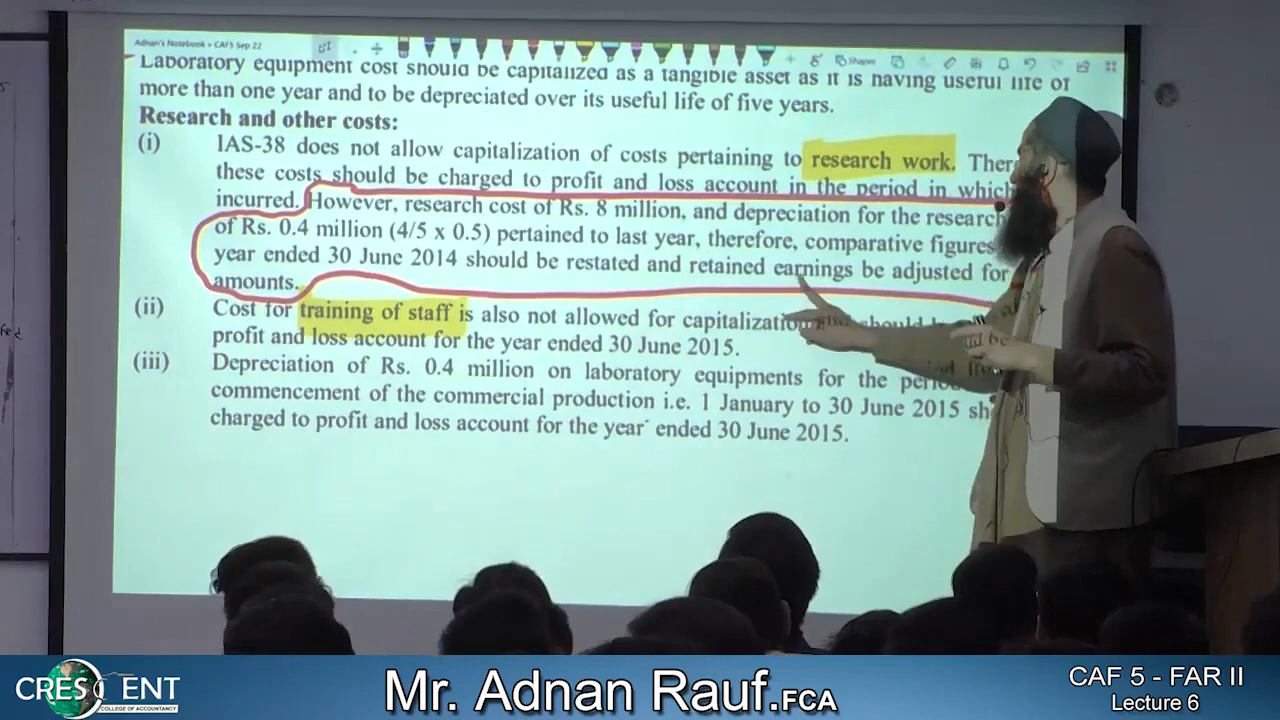 Adnan's Notebook » CAF5 Sep 22
Shapes
Laboratory equipment cost should be capitalized as a tangible asset as it is having useful life of
more than one year and to be depreciated over its useful life of five years.
Research and other costs:
(i) IAS-38 does not allow capitalization of costs pertaining to research work. Ther
these costs should be charged to profit and loss account in the period in which
incurred. However, research cost of Rs. 8 million, and depreciation for the research
of Rs. 0.4 million (4/5 x 0.5) pertained to last year, therefore, comparative figures
year ended 30 June 2014 should be restated and retained earnings be adjusted for
amounts.
(ii) Cost for training of staff is also not allowed for capitalization and should be
profit and loss account for the year ended 30 June 2015.
(iii) Depreciation of Rs. 0.4 million on laboratory equipments for the period
commencement of the commercial production i.e. 1 January to 30 June 2015 sh
charged to profit and loss account for the year ended 30 June 2015.
CRESCENT
COLLEGE OF ACCOUNTANCY
Mr. Adnan Rauf.FCA
CAF 5 - FAR II
Lecture 6